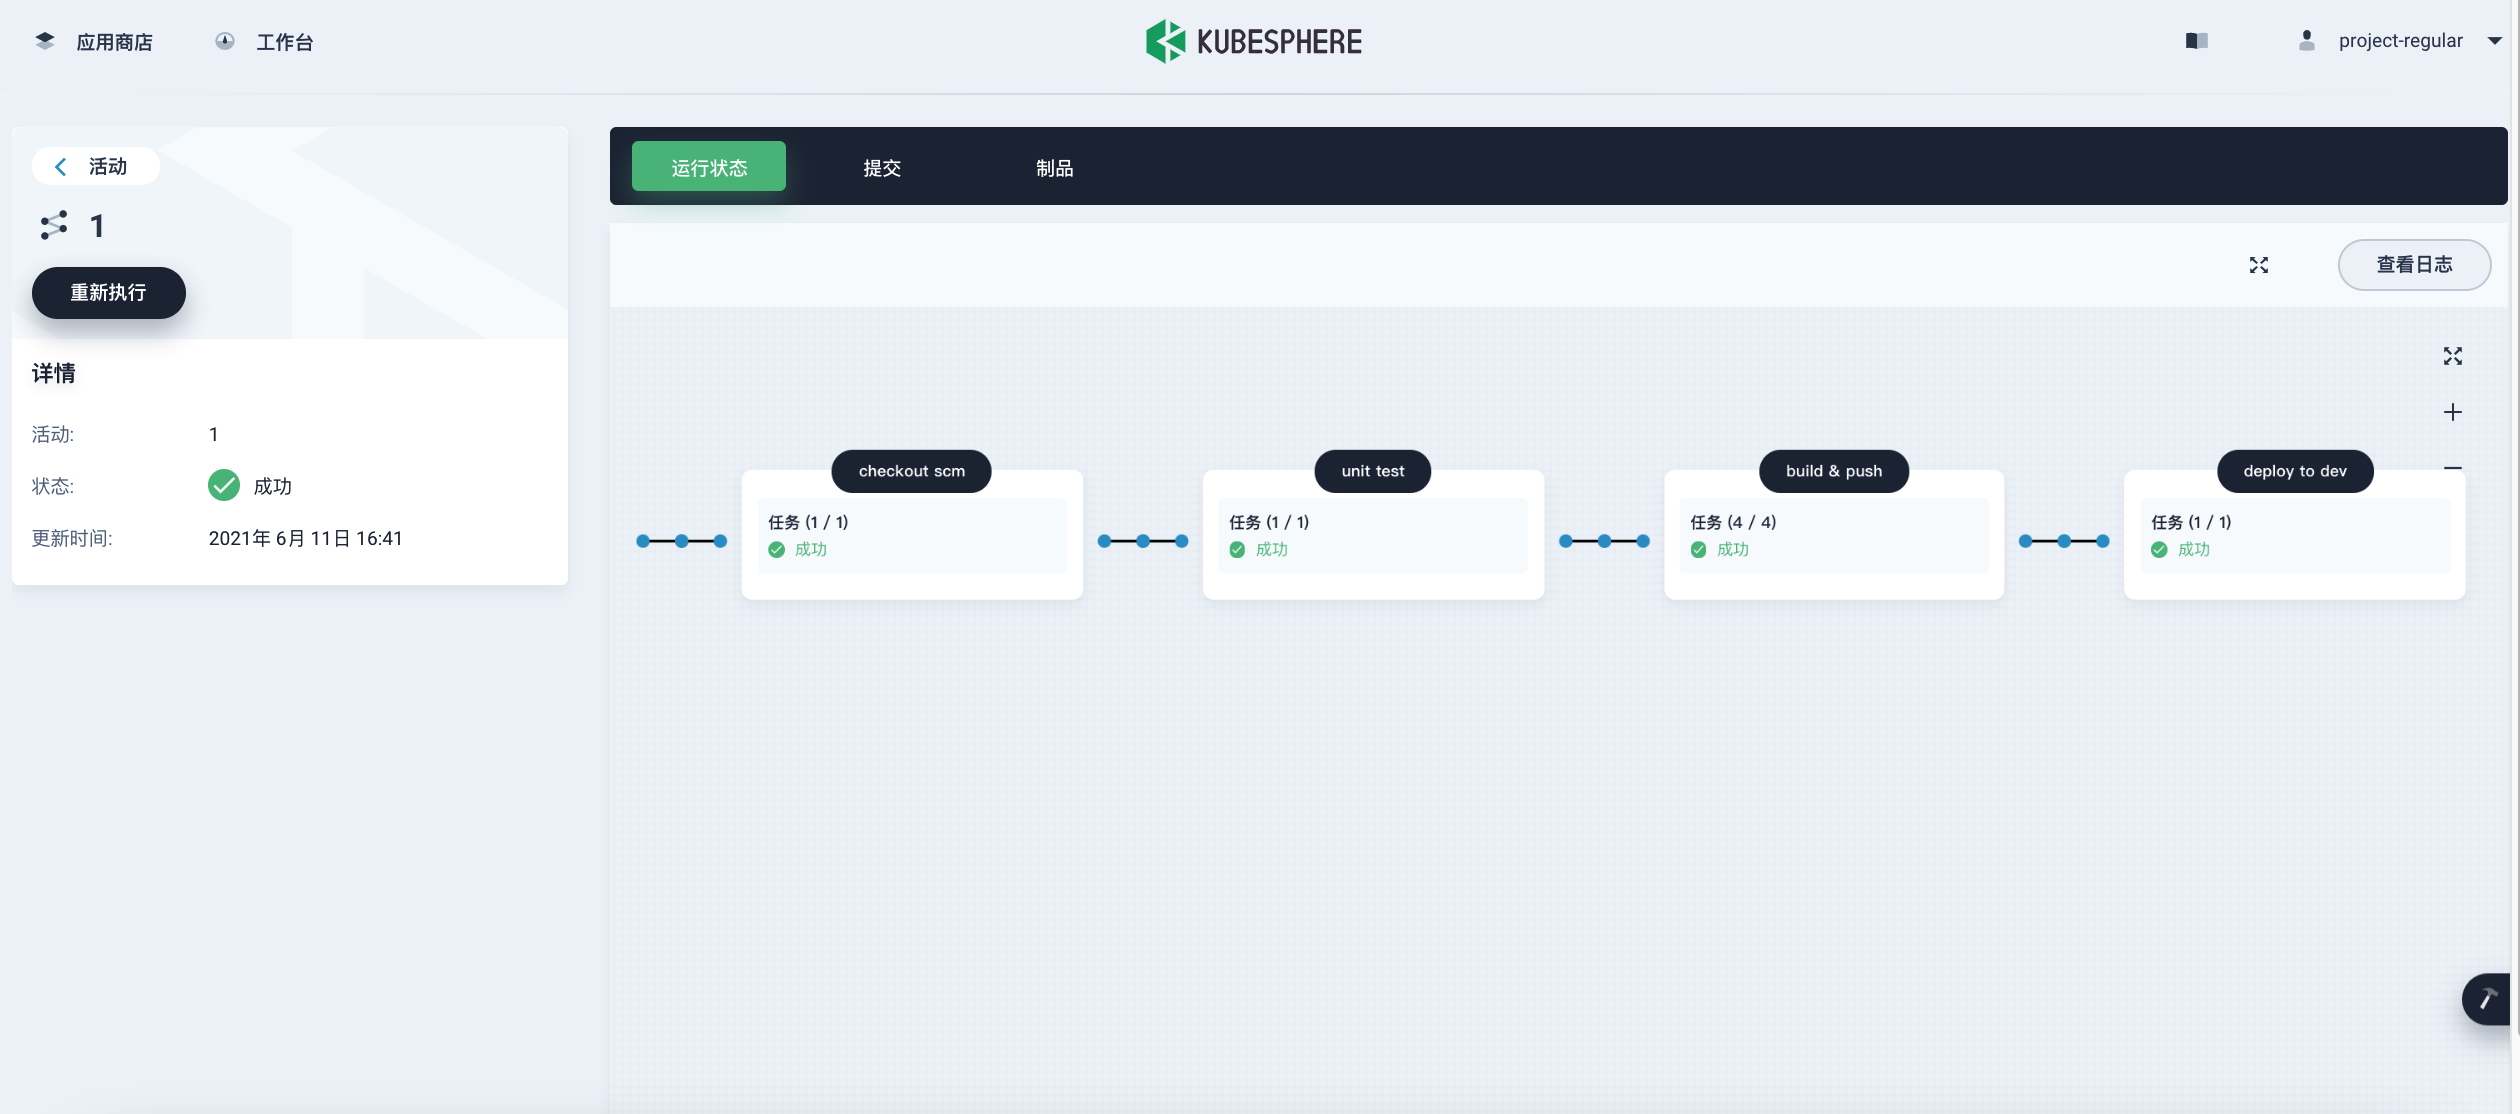 应用商店
工作台
KUBESPHERE
project-regular
活动
1
重新执行
详情
活动: 1
状态: 成功
更新时间: 2021年 6月 11日 16:41
运行状态
提交
制品
查看日志
checkout scm
任务 (1 / 1)
成功
unit test
任务 (1 / 1)
成功
build & push
任务 (4 / 4)
成功
deploy to dev
任务 (1 / 1)
成功